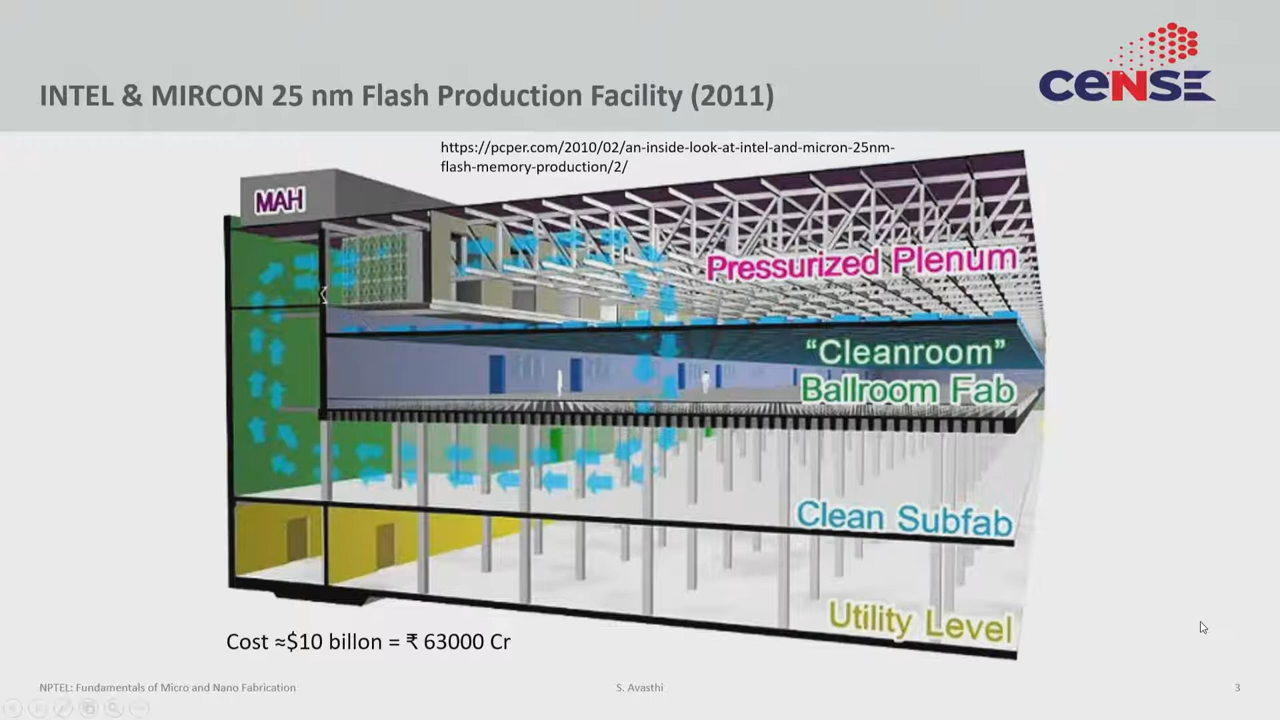 INTEL & MIRCON 25 nm Flash Production Facility (2011)
CeNSE
https://pcper.com/2010/02/an-inside-look-at-intel-and-micron-25nm-
flash-memory-production/2/
MAH
Pressurized Plenum
“Cleanroom”
Ballroom Fab
Clean Subfab
Utility Level
Cost ≈$10 billon = ₹ 63000 Cr
NPTEL: Fundamentals of Micro and Nano Fabrication
S. Avasthi
3